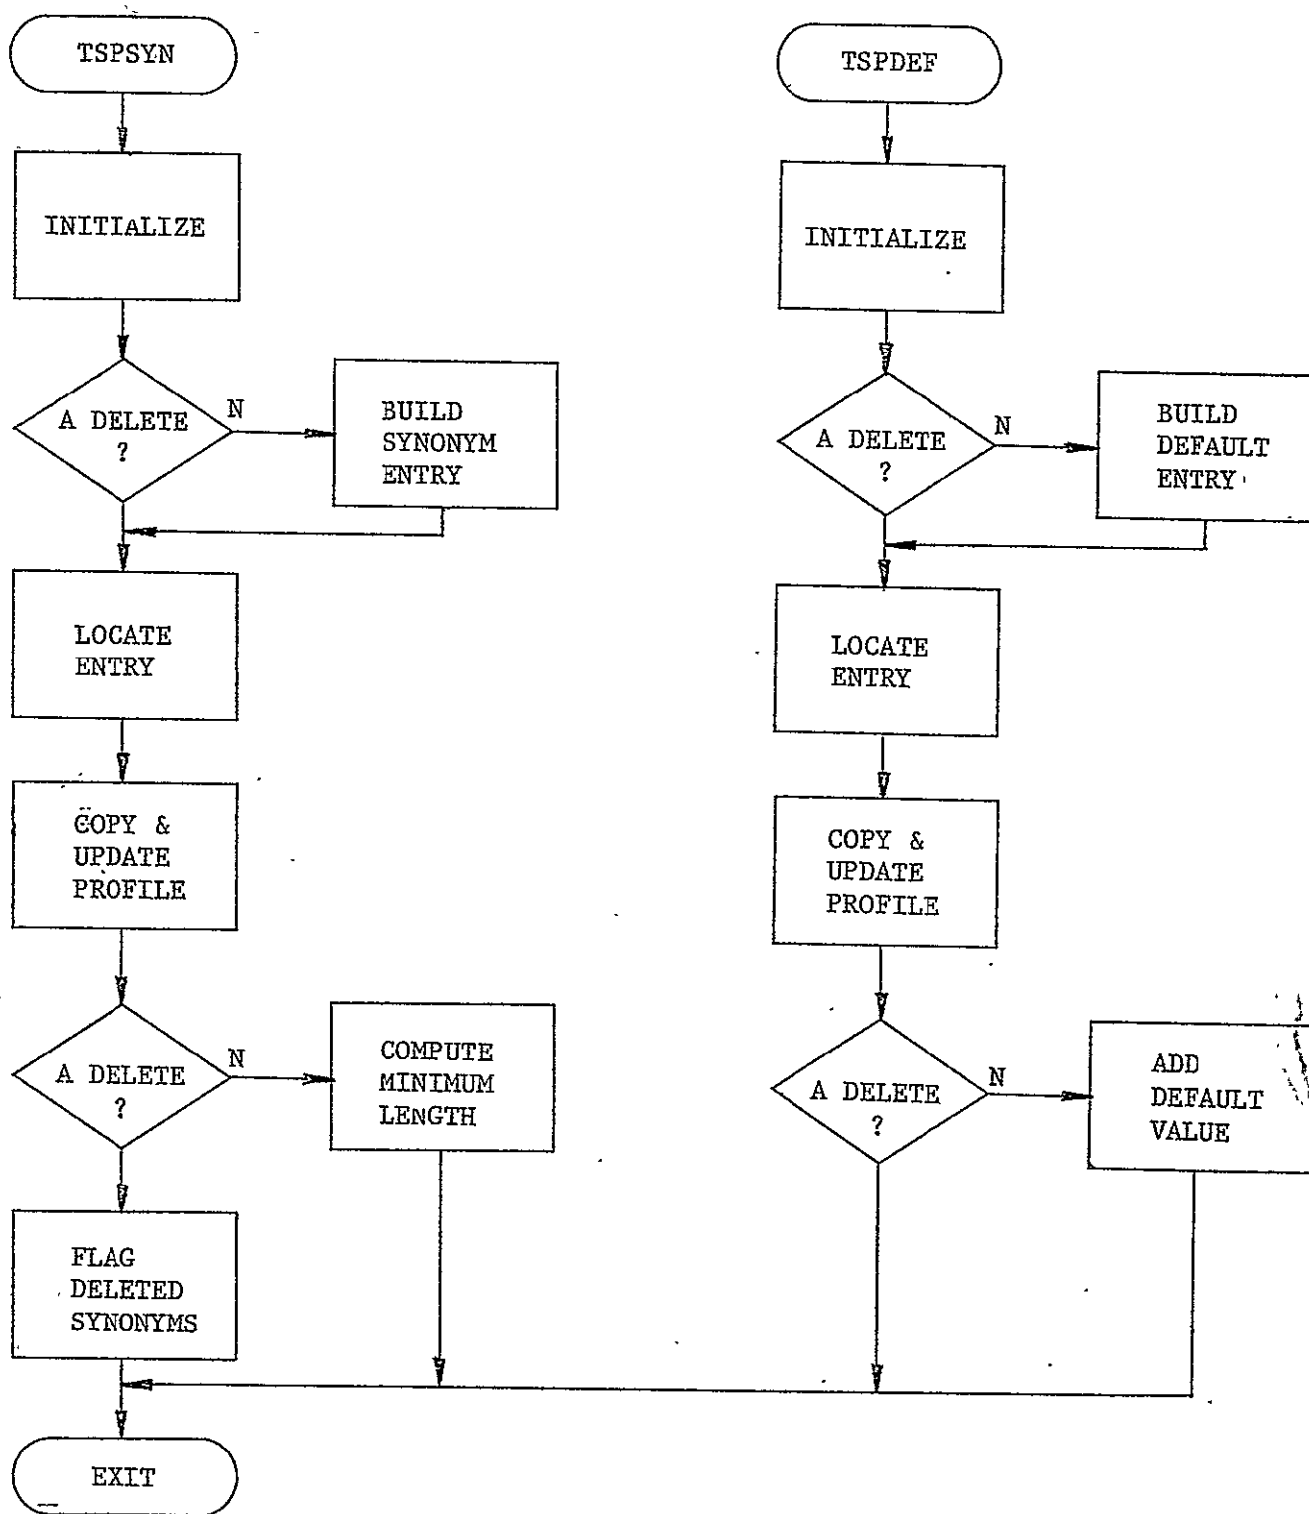 TSPSYN
INITIALIZE
A DELETE
?
N
BUILD
SYNONYM
ENTRY
LOCATE
ENTRY
COPY &
UPDATE
PROFILE
A DELETE
?
N
COMPUTE
MINIMUM
LENGTH
FLAG
DELETED
SYNONYMS
EXIT
TSPDEF
INITIALIZE
A DELETE
?
N
BUILD
DEFAULT
ENTRY
LOCATE
ENTRY
COPY &
UPDATE
PROFILE
A DELETE
?
N
ADD
DEFAULT
VALUE